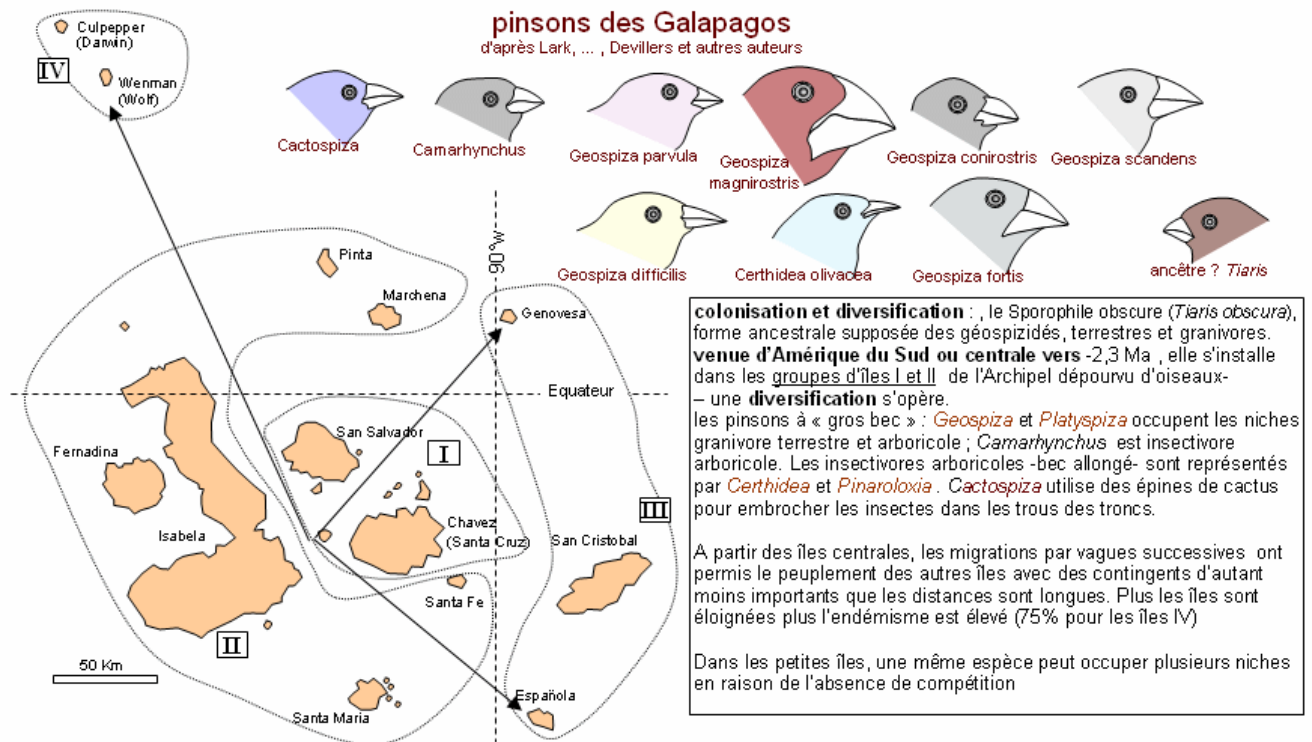 pinsons des Galapagos
d'après Lark, ... , Devillers et autres auteurs
Culpepper
(Darwin)
IV
Wenman
(Wolf)
Cactospiza
Camarhynchus
Geospiza parvula
Geospiza
magnirostris
Geospiza conirostris
Geospiza scandens
Geospiza difficilis
Certhidea olivacea
Geospiza fortis
ancêtre ? Tiaris
90°w
Pinta
Marchena
Genovesa
Equateur
San Salvador
I
Fernadina
Isabela
Chavez
(Santa Cruz)
III
San Cristobal
Santa Fe
II
50 Km
Santa Maria
Española
colonisation et diversification : , le Sporophile obscure (Tiaris obscura),
forme ancestrale supposée des géospizidés, terrestres et granivores.
venue d'Amérique du Sud ou centrale vers -2,3 Ma , elle s'installe
dans les groupes d'îles I et II de l'Archipel dépourvu d'oiseaux-
– une diversification s'opère.
les pinsons à « gros bec » : Geospiza et Platyspiza occupent les niches
granivore terrestre et arboricole ; Camarhynchus est insectivore
arboricole. Les insectivores arboricoles -bec allongé- sont représentés
par Certhidea et Pinaroloxia . Cactospiza utilise des épines de cactus
pour embrocher les insectes dans les trous des troncs.
A partir des îles centrales, les migrations par vagues successives ont
permis le peuplement des autres îles avec des contingents d'autant
moins importants que les distances sont longues. Plus les îles sont
éloignées plus l'endémisme est élevé (75% pour les îles IV)
Dans les petites îles, une même espèce peut occuper plusieurs niches
en raison de l'absence de compétition